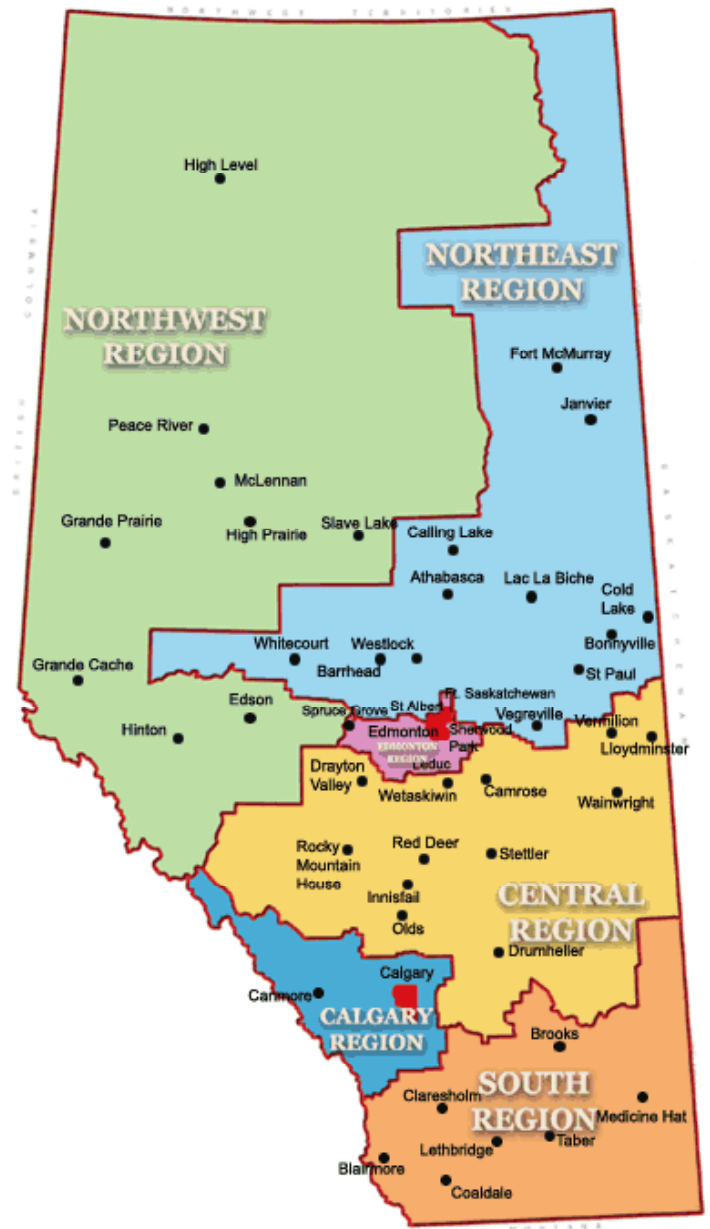 NORTHWEST TERRITORIES
High Level
COLUMBIA
NORTHEAST
REGION
NORTHWEST
REGION
Fort McMurray
Janvier
BRITISH
Peace River
McLennan
SASKATCHEWAN
Grande Prairie
High Prairie
Slave Lake
Calling Lake
Athabasca
Lac La Biche
Cold
Lake
Bonnyville
Whitecourt
Westlock
Barrhead
St Paul
Grande Cache
Edson
Hinton
Spruce Grove
St Albert
Ft. Saskatchewan
Vegreville
Vermilion
Edmonton
Sherwood
Park
EDMONTON
REGION
Leduc
Lloydminster
Drayton
Valley
Wetaskiwin
Camrose
Wainwright
Rocky
Mountain
House
Red Deer
Stettler
Innisfail
Olds
CENTRAL
REGION
Drumheller
Calgary
Canmore
CALGARY
REGION
Brooks
SOUTH
REGION
Claresholm
Medicine Hat
Lethbridge
Taber
Blairmore
Coaldale
MONTANA